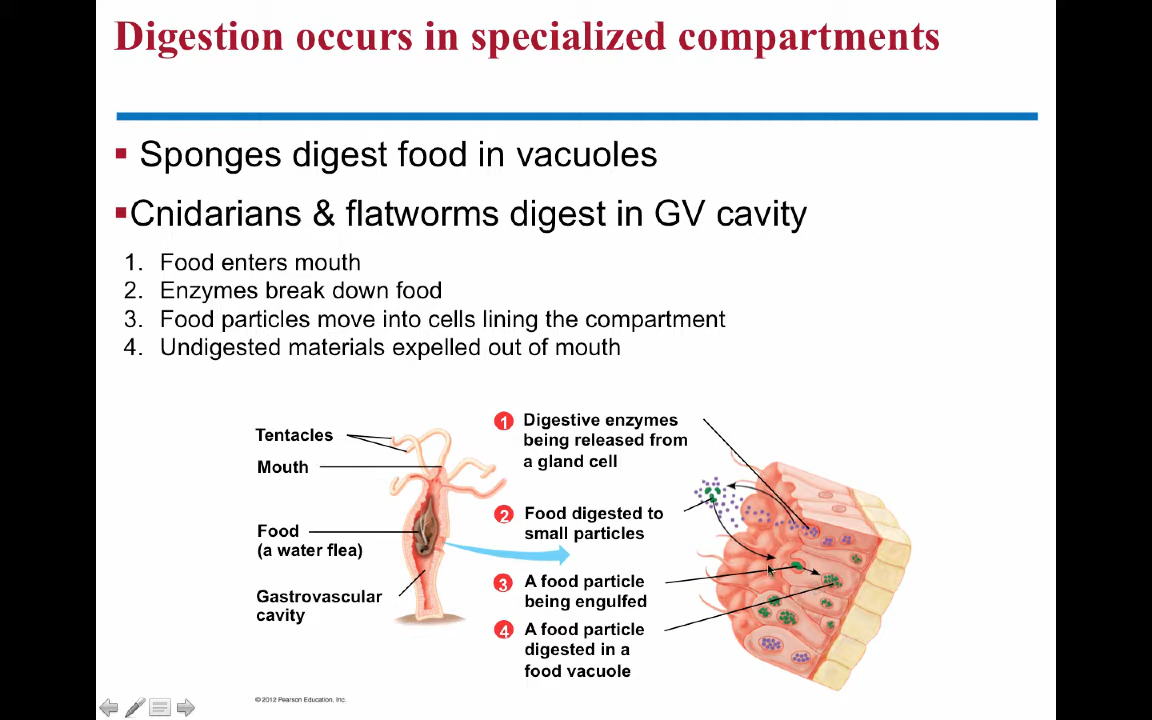 Digestion occurs in specialized compartments
▪ Sponges digest food in vacuoles
▪Cnidarians & flatworms digest in GV cavity
1. Food enters mouth
2. Enzymes break down food
3. Food particles move into cells lining the compartment
4. Undigested materials expelled out of mouth
Tentacles
Mouth
Food
(a water flea)
Gastrovascular
cavity
1 Digestive enzymes
being released from
a gland cell
2 Food digested to
small particles
3 A food particle
being engulfed
4 A food particle
digested in a
food vacuole
© 2012 Pearson Education, Inc.